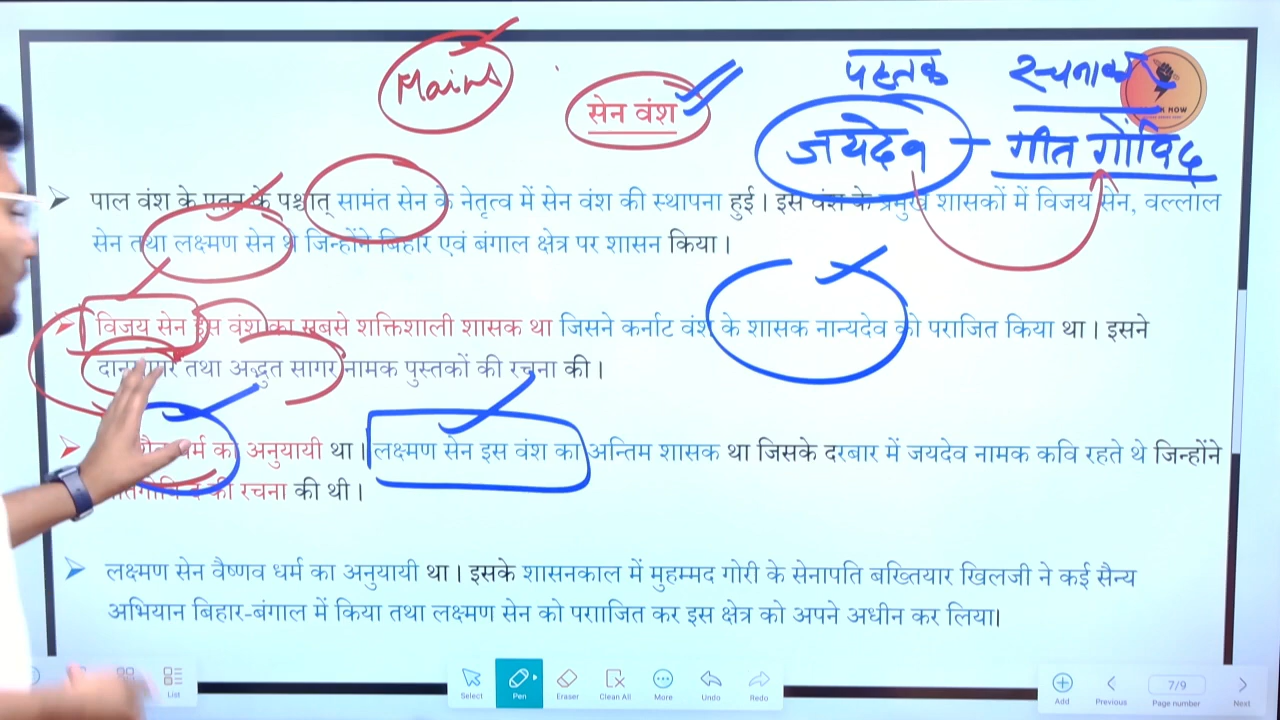 Mains
सेन वंश
पुस्तक रचनाका
जयदेव - गीत गोविंद
K NOW
पाल वंश के पतन के पश्चात् सामंत सेन के नेतृत्व में सेन वंश की स्थापना हुई। इस वंश के प्रमुख शासकों में विजय सेन, वल्लाल
सेन तथा लक्ष्मण सेन थे जिन्होंने बिहार एवं बंगाल क्षेत्र पर शासन किया।
विजय सेन इस वंश का सबसे शक्तिशाली शासक था जिसने कर्नाट वंश के शासक नान्यदेव को पराजित किया था। इसने
तथा अद्भुत सागर नामक पुस्तकों की रचना की।
धर्म का अनुयायी था। लक्ष्मण सेन इस वंश का अन्तिम शासक था जिसके दरबार में जयदेव नामक कवि रहते थे जिन्होंने
की रचना की थी।
लक्ष्मण सेन वैष्णव धर्म का अनुयायी था। इसके शासनकाल में मुहम्मद गोरी के सेनापति बख्तियार खिलजी ने कई सैन्य
अभियान बिहार-बंगाल में किया तथा लक्ष्मण सेन को पराजित कर इस क्षेत्र को अपने अधीन कर लिया।
List Select Pen Eraser Clean All More Undo Redo Add Previous 7/9 Page number Next